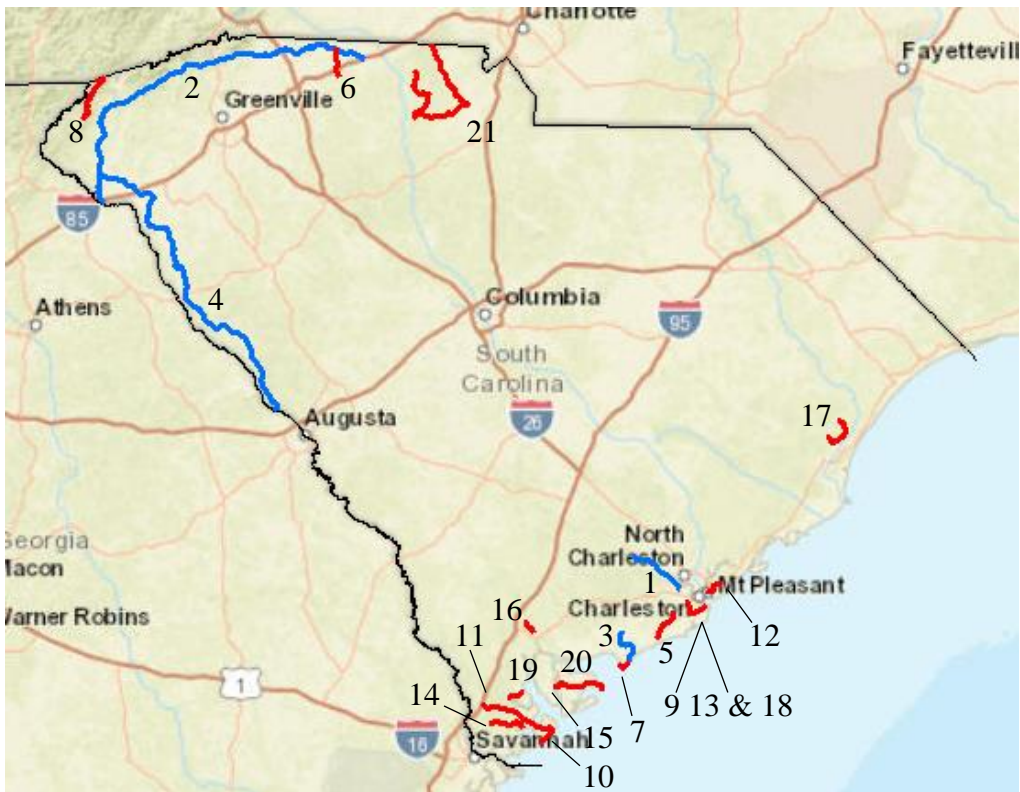 Charlotte
Fayettevill
2
6
Greenville
8
21
85
4
Athens
Columbia
95
South
Carolina
26
17
Augusta
North
Charleston
Georgia
Macon
1
Mt Pleasant
Charleston
Warner Robins
16
3
12
11
5
19
20
1
14
9 13 & 18
7
16
Savannah
15
10